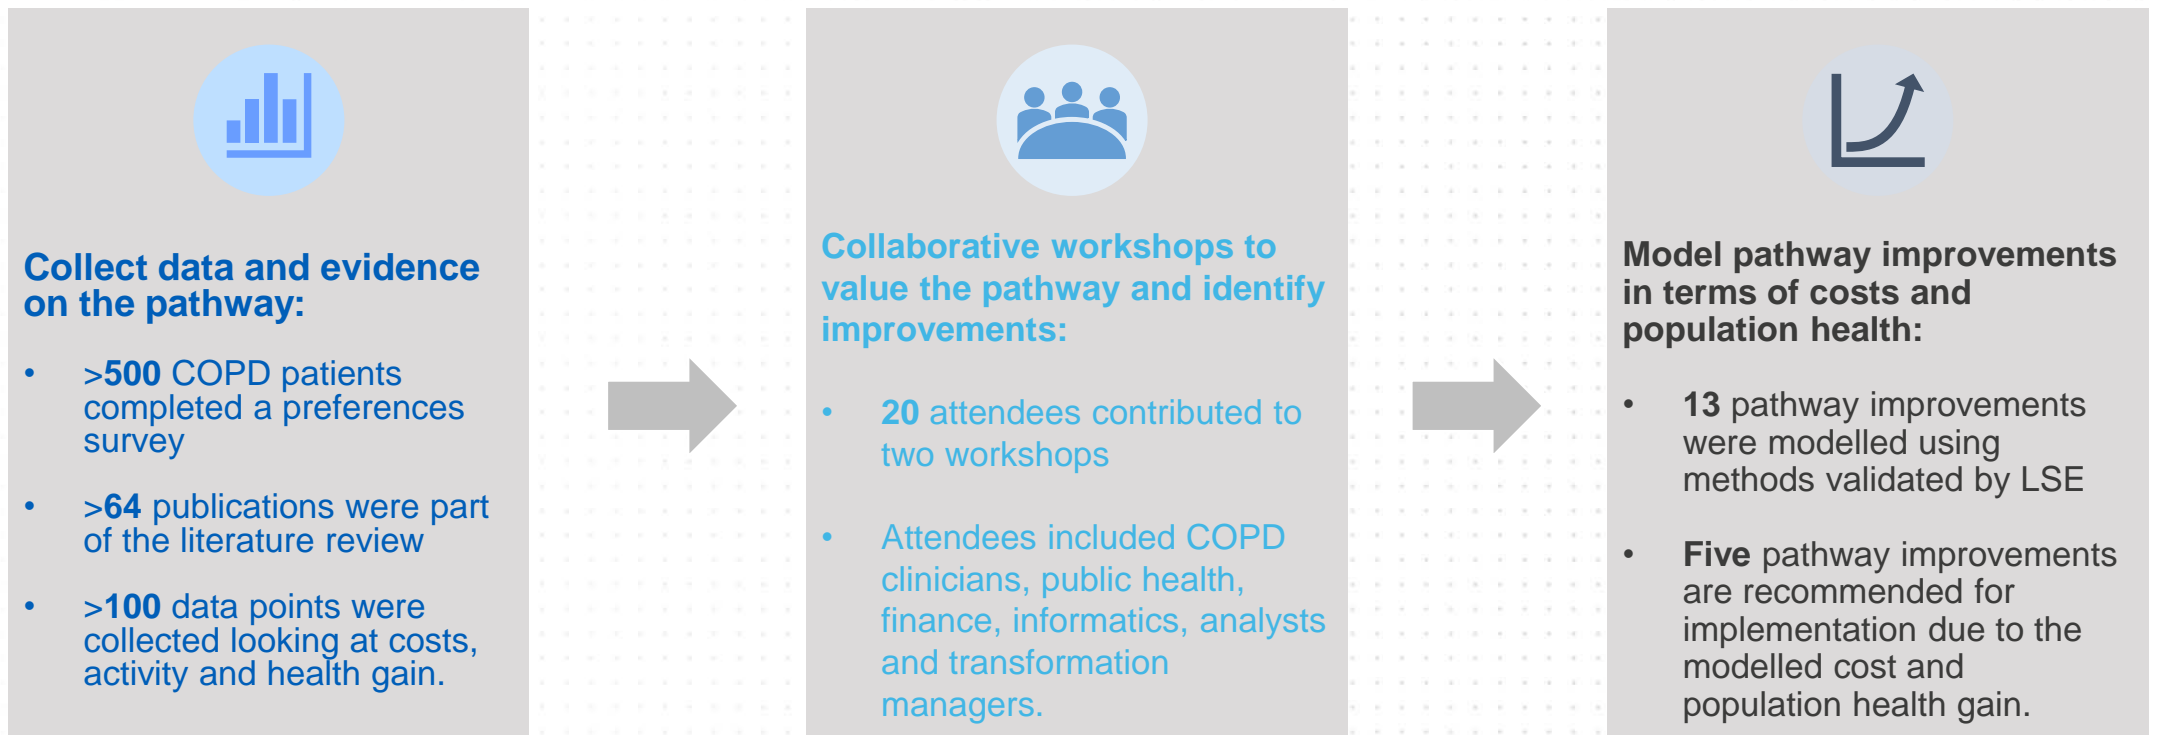 Collect data and evidence
on the pathway:
• >500 COPD patients
completed a preferences
survey
• >64 publications were part
of the literature review
• >100 data points were
collected looking at costs,
activity and health gain.
Collaborative workshops to
value the pathway and identify
improvements:
• 20 attendees contributed to
two workshops
• Attendees included COPD
clinicians, public health,
finance, informatics, analysts
and transformation
managers.
Model pathway improvements
in terms of costs and
population health:
• 13 pathway improvements
were modelled using
methods validated by LSE
• Five pathway improvements
are recommended for
implementation due to the
modelled cost and
population health gain.